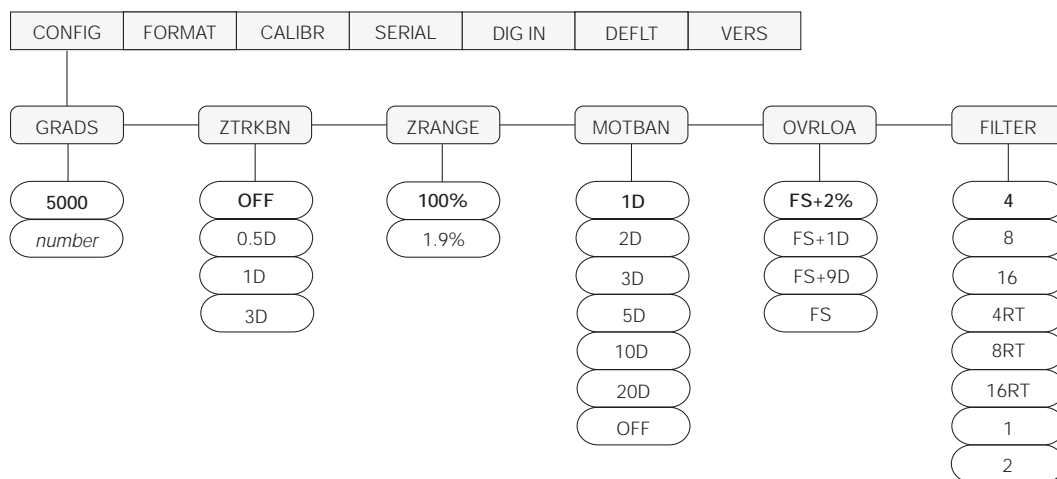 CONFIG FORMAT CALIBR SERIAL DIG IN DEFLT VERS
GRADS ZTRKBN ZRANGE MOTBAN OVRLOA FILTER
5000 OFF 100% 1D FS+2% 4
number 0.5D 1.9% 2D FS+1D 8
1D 3D FS+9D 16
3D 5D FS 4RT
10D 8RT
20D 16RT
OFF 1
2